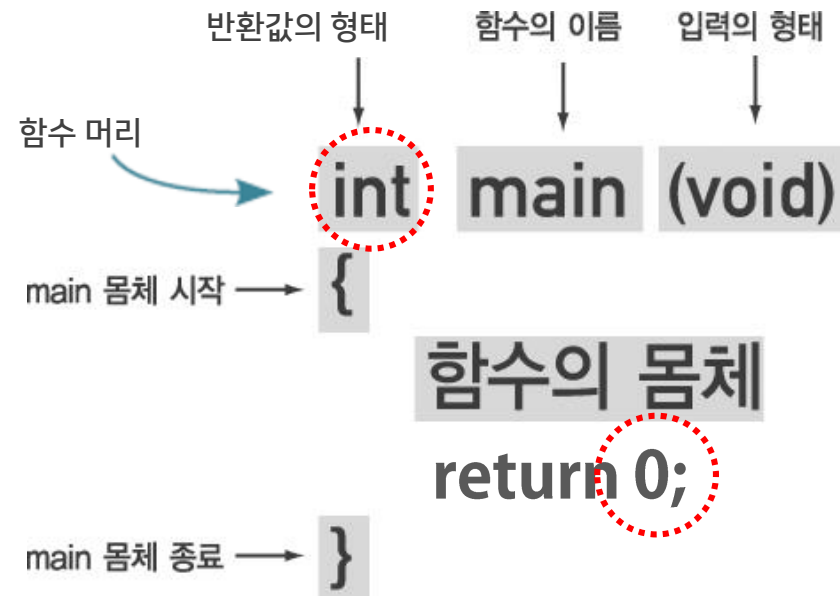 반환값의 형태 함수의 이름 입력의 형태
함수 머리
int main (void)
main 몸체 시작 {
함수의 몸체
return 0;
main 몸체 종료 }